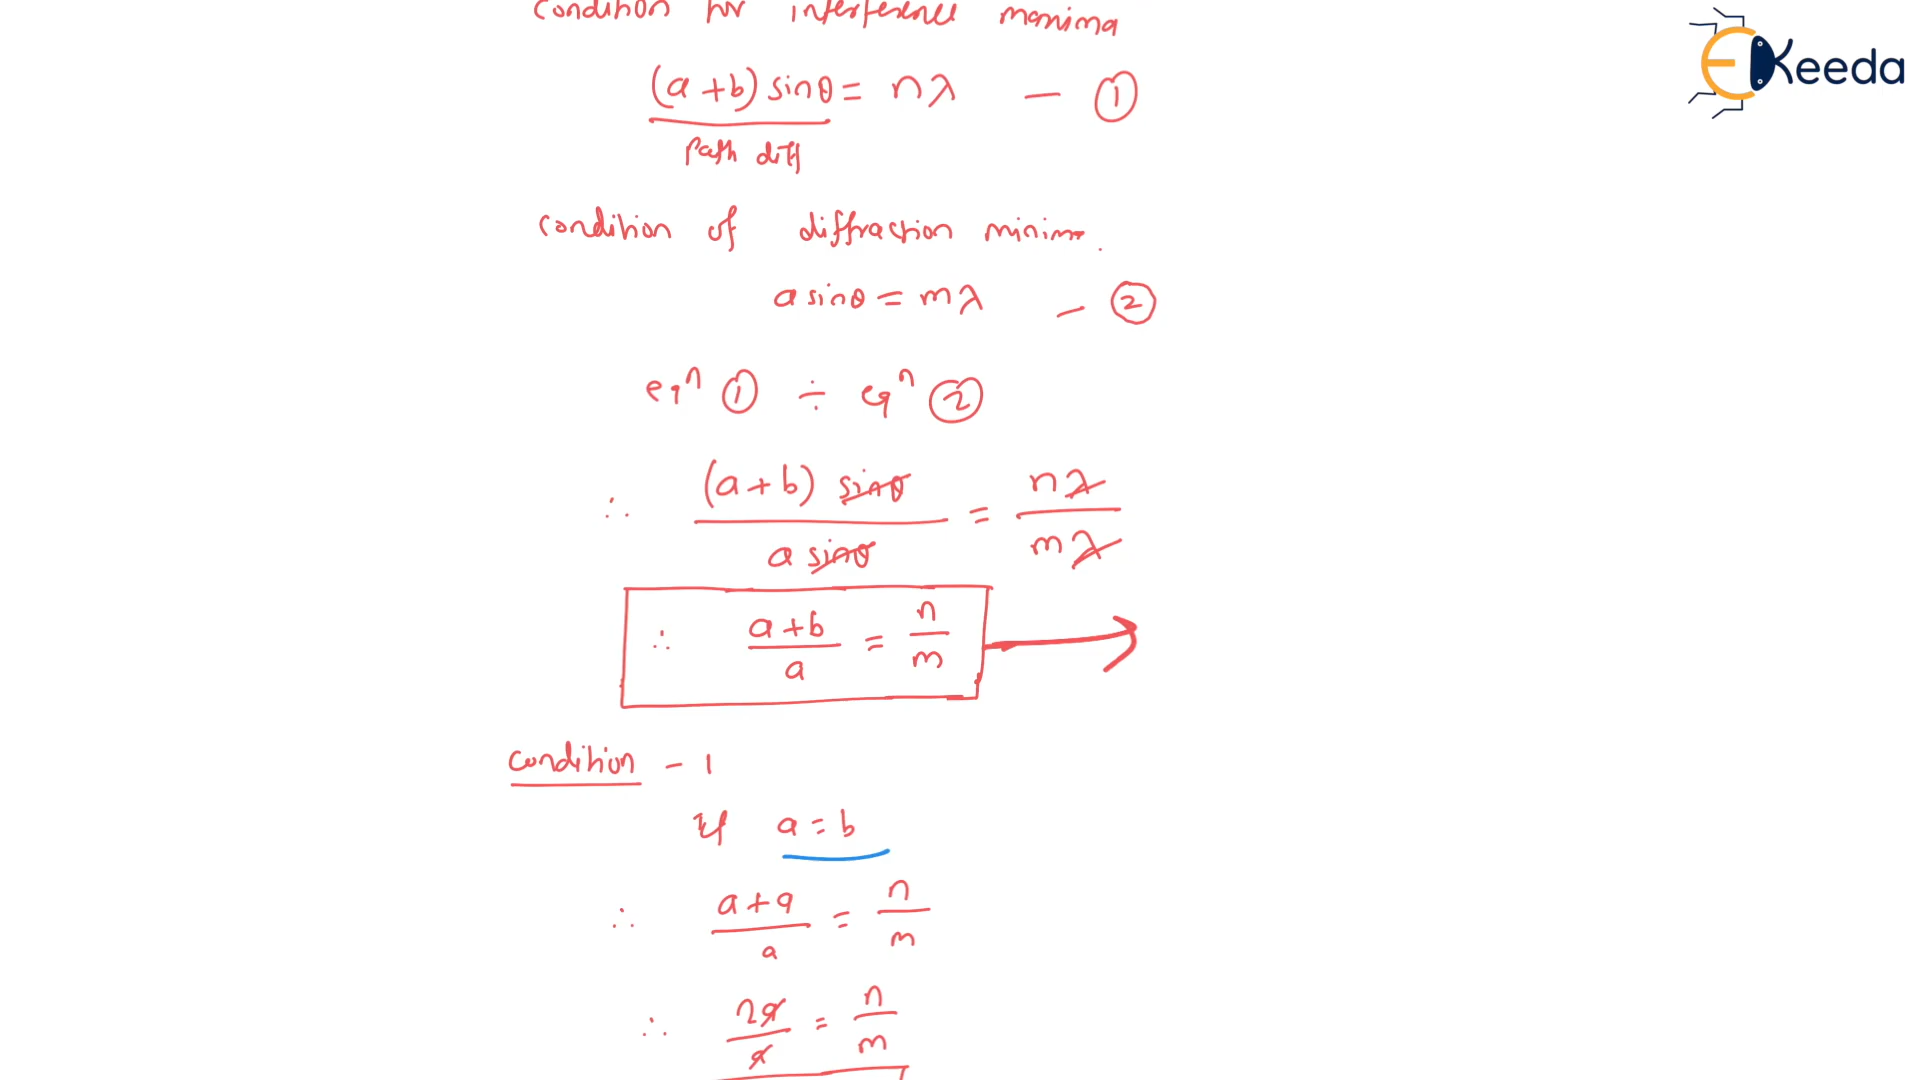 condition for interference maxima
EKeeda
(a+b) sinθ = nλ — ①
Path diff
condition of diffraction minima.
a sinθ = mλ — ②
eqⁿ ① ÷ eqⁿ ②
∴ (a+b) sinθ / a sinθ = nλ / mλ
∴ a+b / a = n / m
condition - 1
if a = b
∴ a+a / a = n / m
∴ 2a / a = n / m